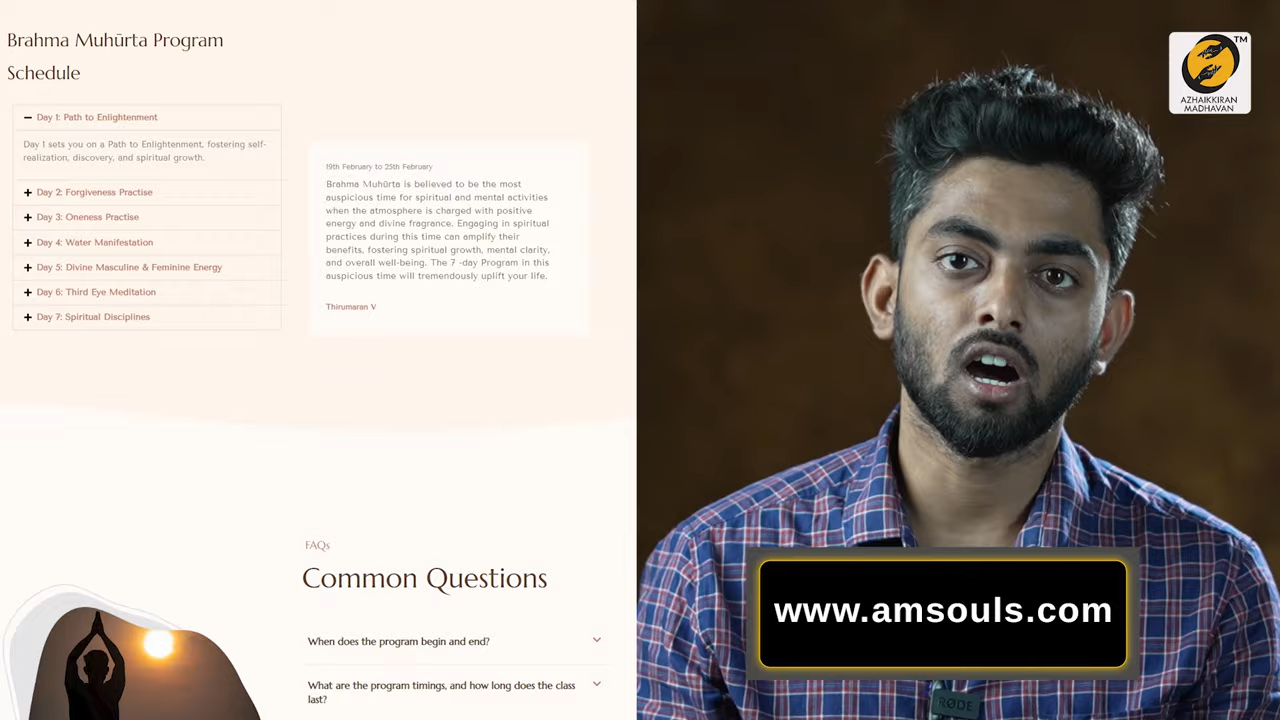 Brahma Muhūrta Program
Schedule
Day 1: Path to Enlightenment
Day 1 sets you on a Path to Enlightenment, fostering self-
realization, discovery, and spiritual growth.
Day 2: Forgiveness Practise
Day 3: Oneness Practise
Day 4: Water Manifestation
Day 5: Divine Masculine & Feminine Energy
Day 6: Third Eye Meditation
Day 7: Spiritual Disciplines
19th February to 25th February
Brahma Muhūrta is believed to be the most
auspicious time for spiritual and mental activities
when the atmosphere is charged with positive
energy and divine fragrance. Engaging in spiritual
practices during this time can amplify their
benefits, fostering spiritual growth, mental clarity,
and overall well-being. The 7 -day Program in this
auspicious time will tremendously uplift your life.
Thirumaran V
FAQs
Common Questions
When does the program begin and end?
What are the program timings, and how long does the class
last?
TM
AZHAIKKIRAN
MADHAVAN
www.amsouls.com
RØDE